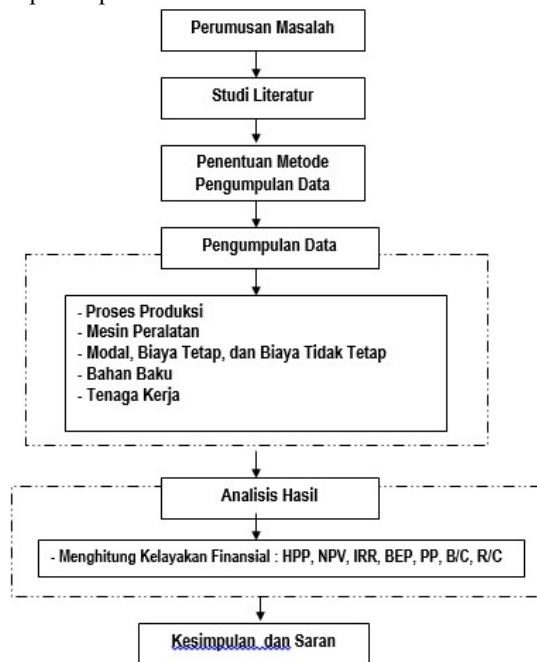 Perumusan Masalah
Studi Literatur
Penentuan Metode
Pengumpulan Data
Pengumpulan Data
- Proses Produksi
- Mesin Peralatan
- Modal, Biaya Tetap, dan Biaya Tidak Tetap
- Bahan Baku
- Tenaga Kerja
Analisis Hasil
- Menghitung Kelayakan Finansial : HPP, NPV, IRR, BEP, PP, B/C, R/C
Kesimpulan dan Saran